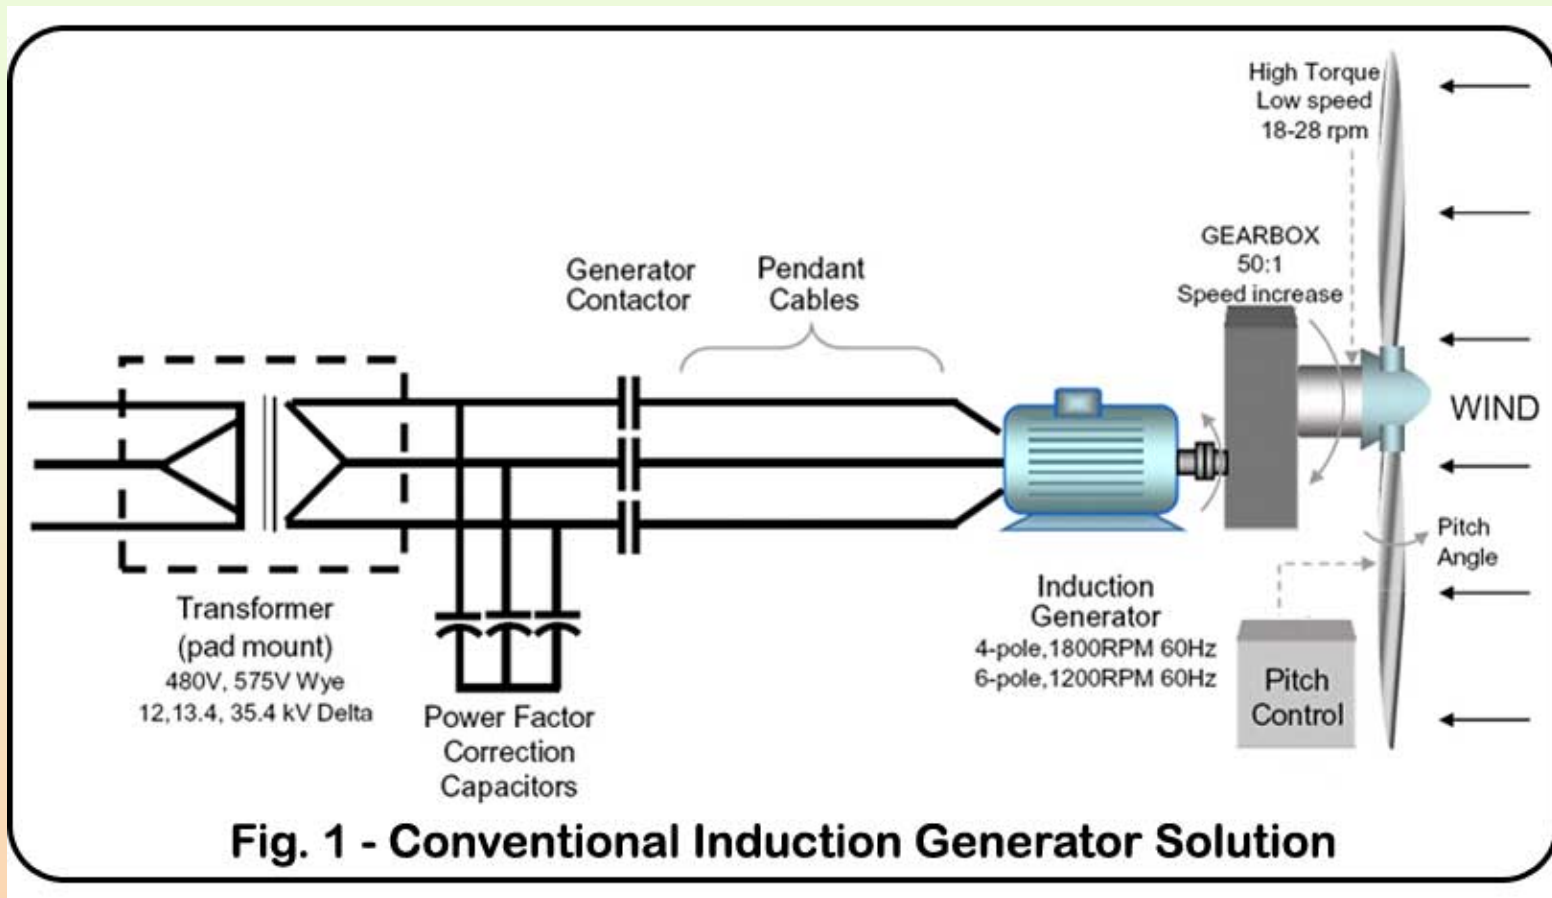 High Torque
Low speed
18-28 rpm
GEARBOX
50:1
Speed increase
Generator
Contactor
Pendant
Cables
WIND
Pitch
Angle
Transformer
(pad mount)
480V, 575V Wye
12,13.4, 35.4 kV Delta
Induction
Generator
4-pole,1800RPM 60Hz
6-pole,1200RPM 60Hz
Pitch
Control
Power Factor
Correction
Capacitors
Fig. 1 - Conventional Induction Generator Solution